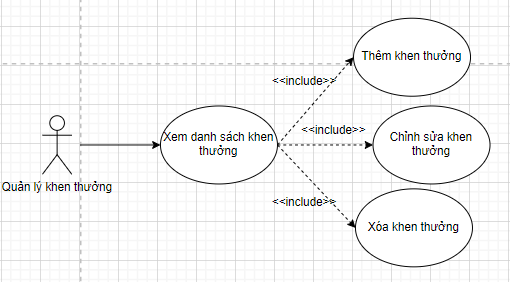 Thêm khen thưởng
<<include>>
Xem danh sách khen
thưởng
<<include>>
Chỉnh sửa khen
thưởng
Quản lý khen thưởng
<<include>>
Xóa khen thưởng